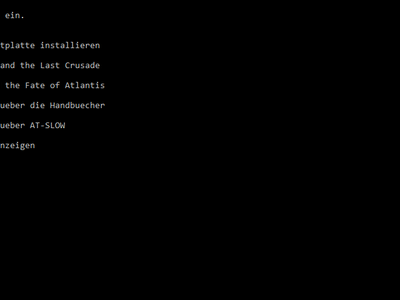 ein.
tplatte installieren
and the Last Crusade
the Fate of Atlantis
ueber die Handbuecher
ueber AT-SLOW
nzeigen